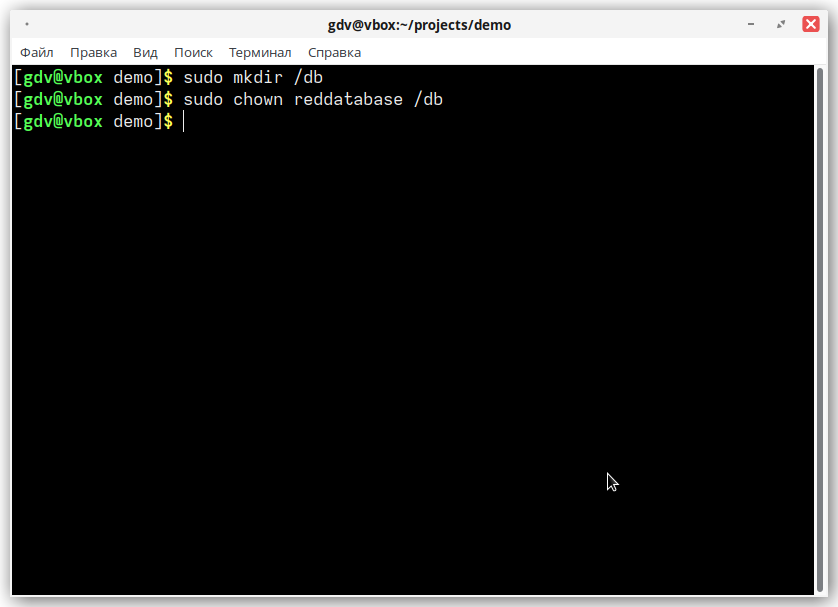 gdv@vbox:~/projects/demo
Файл Правка Вид Поиск Терминал Справка
[gdv@vbox demo]$ sudo mkdir /db
[gdv@vbox demo]$ sudo chown reddatabase /db
[gdv@vbox demo]$